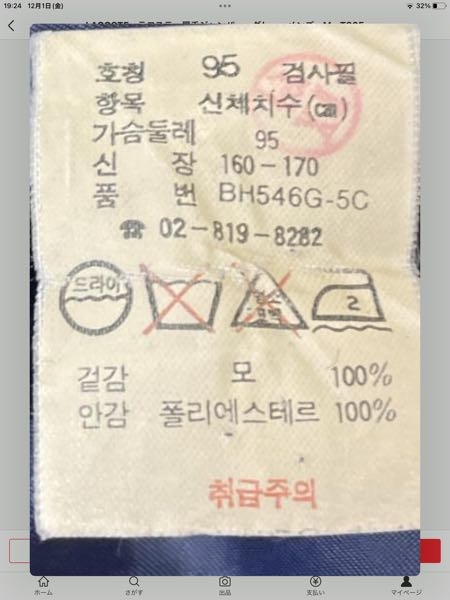 19:24 12月1日(金)
32%
호칭 95 검사필
항목 신체치수(㎝)
가슴둘레 95
신장 160-170
품번 BH546G-5C
☎ 02-819-8282
드라이
2
겉감 모 100%
안감 폴리에스테르 100%
취급주의
ホーム さがす 出品 支払い マイページ